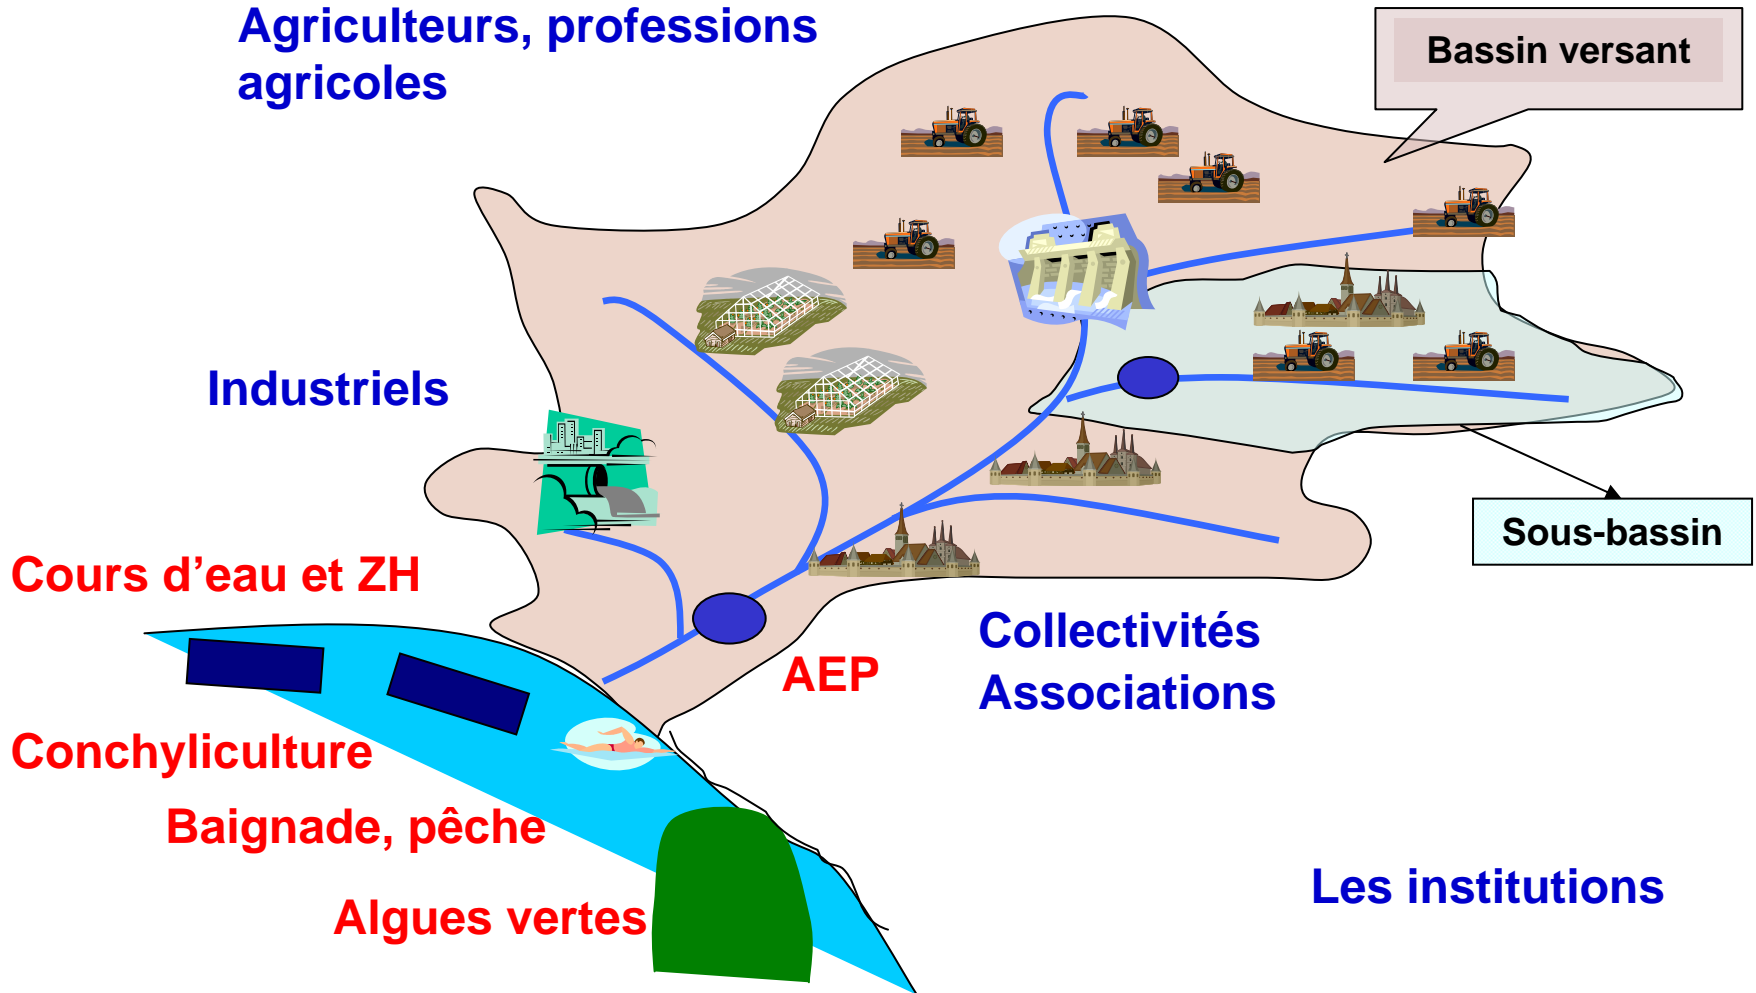 Agriculteurs, professions
agricoles
Bassin versant
Industriels
Sous-bassin
Cours d’eau et ZH
Collectivités
Associations
AEP
Conchyliculture
Baignade, pêche
Les institutions
Algues vertes